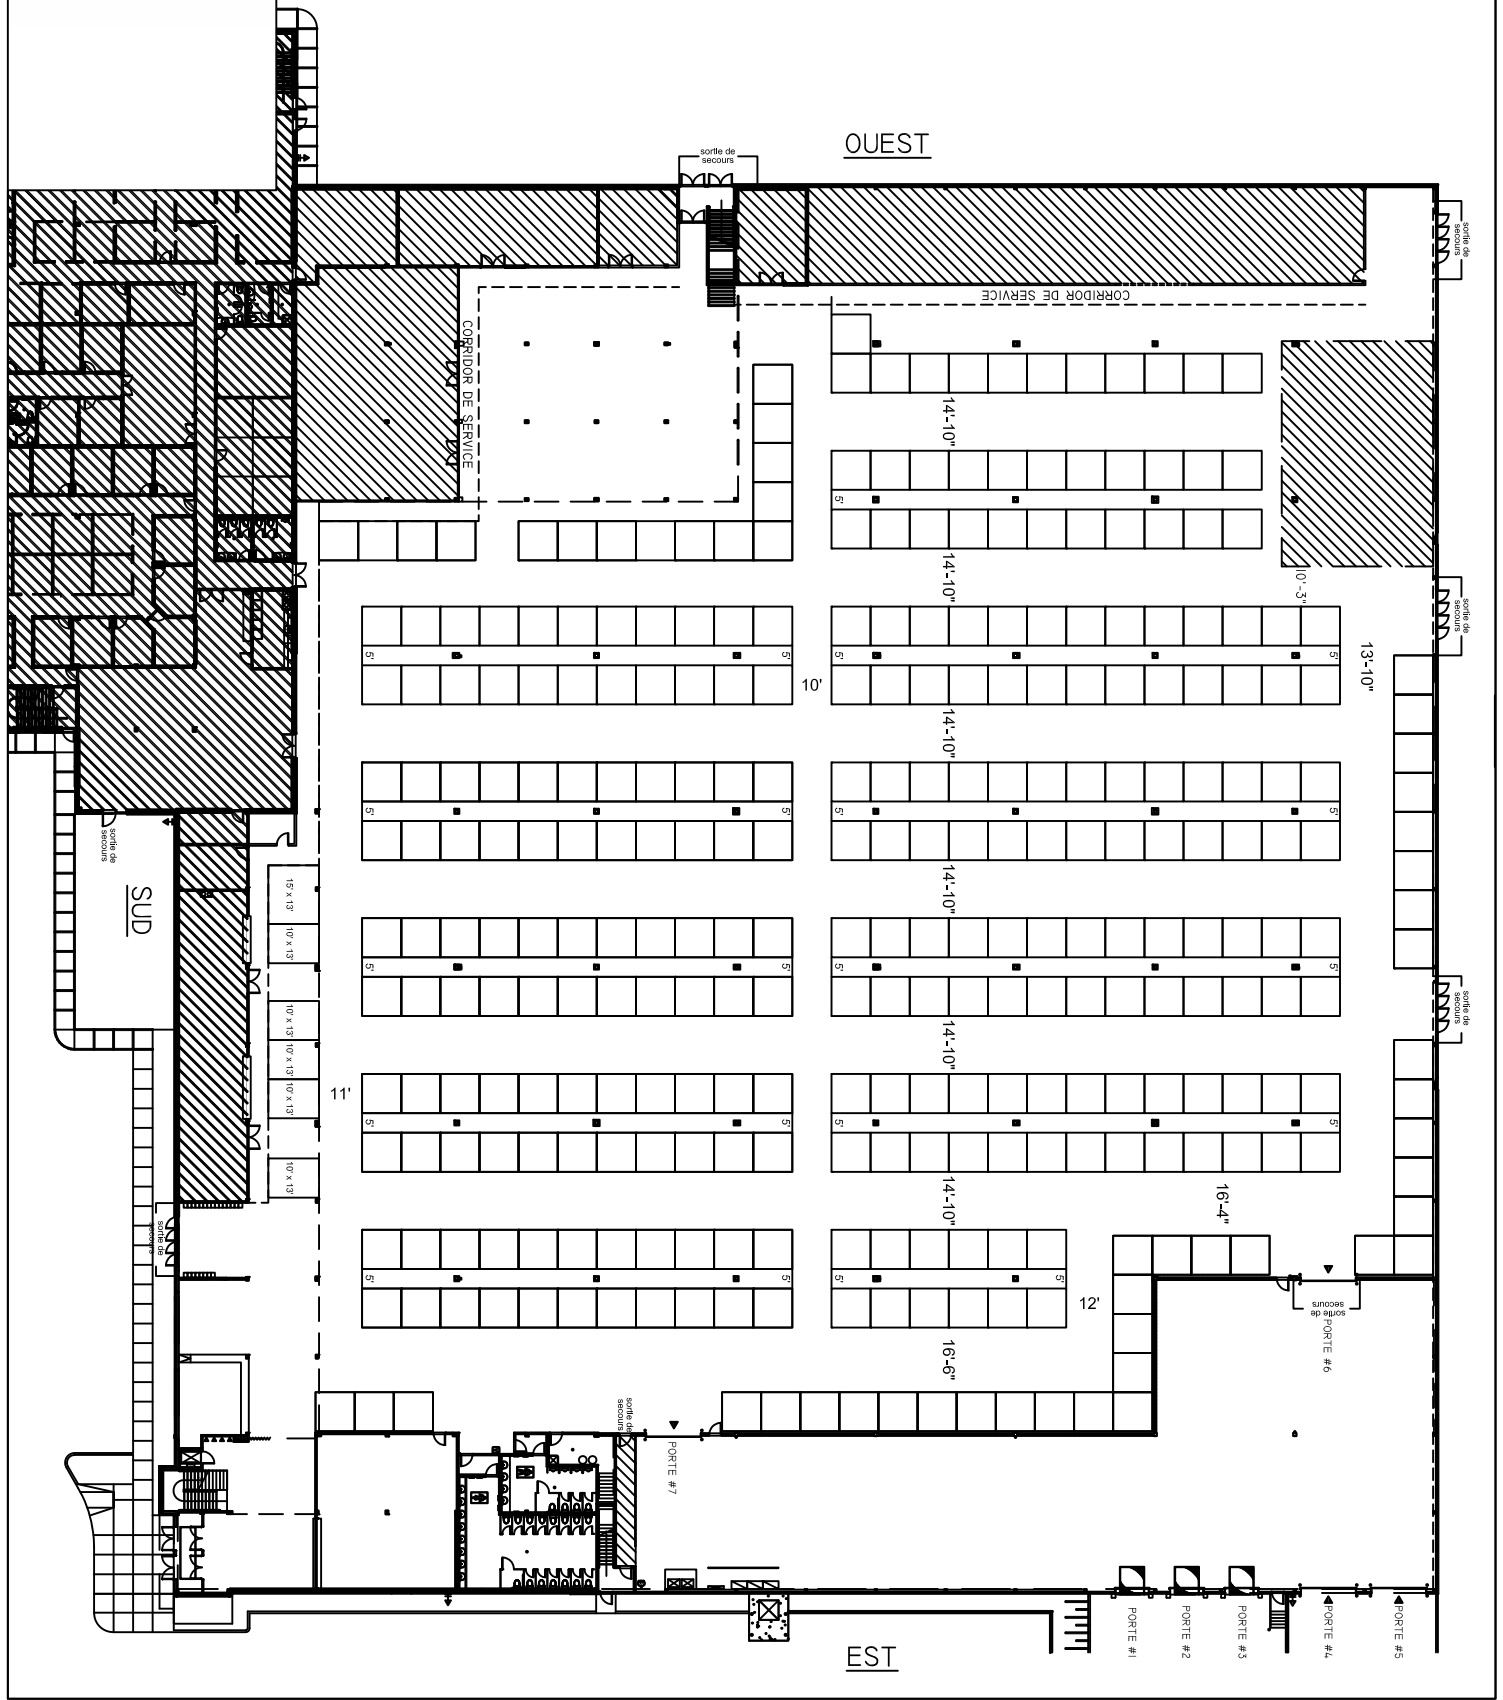 OUEST
sortie de
secours
sortie de
secours
CORRIDOR DE SERVICE
CORRIDOR DE SERVICE
14'-10"
5'
14'-10"
10'-3"
sortie de
secours
13'-10"
5'
5'
5'
5'
10'
14'-10"
5'
5'
5'
5'
sortie de
secours
14'-10"
SUD
15' x 13'
10' x 13'
5'
5'
5'
5'
sortie de
secours
10' x 13'
10' x 13'
10' x 13'
14'-10"
11'
5'
5'
5'
5'
10' x 13'
14'-10"
16'-4"
sortie de
secours
5'
5'
5'
5'
12'
sortie de
secours
PORTE #6
16'-6"
sortie de
secours
PORTE #7
PORTE #1
PORTE #2
PORTE #3
PORTE #4
PORTE #5
EST